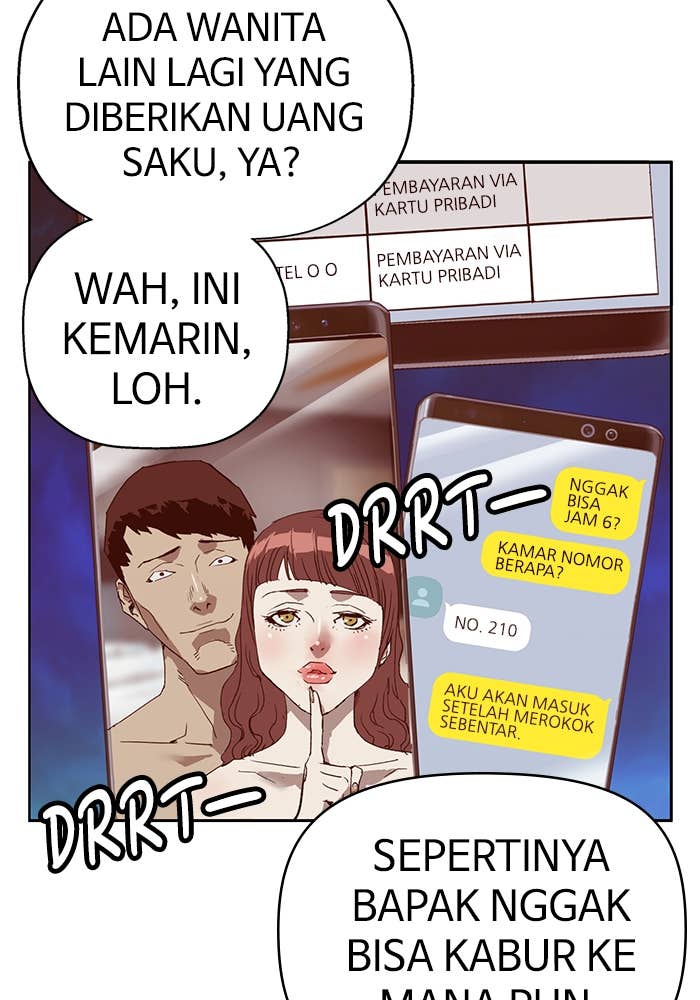 ADA WANITA
LAIN LAGI YANG
DIBERIKAN UANG
SAKU, YA?
PEMBAYARAN VIA
KARTU PRIBADI
WAH, INI
KEMARIN,
LOH.
TEL O O
PEMBAYARAN VIA
KARTU PRIBADI
DRRT—
NGGAK
BISA
JAM 6?
KAMAR NOMOR
BERAPA?
NO. 210
AKU AKAN MASUK
SETELAH MEROKOK
SEBENTAR.
DRRT—
SEPERTINYA
BAPAK NGGAK
BISA KABUR KE
MANA PUN